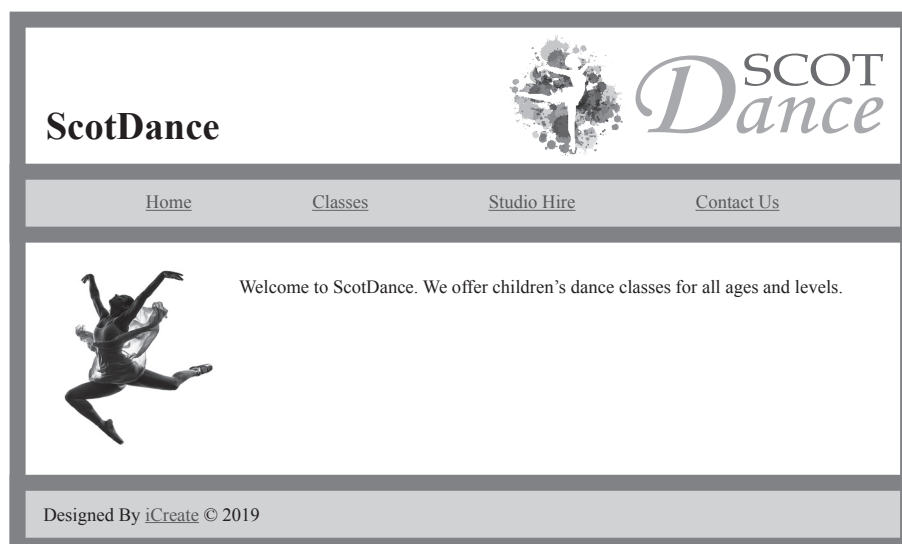 ScotDance
SCOT
Dance
Home Classes Studio Hire Contact Us
Welcome to ScotDance. We offer children’s dance classes for all ages and levels.
Designed By iCreate © 2019